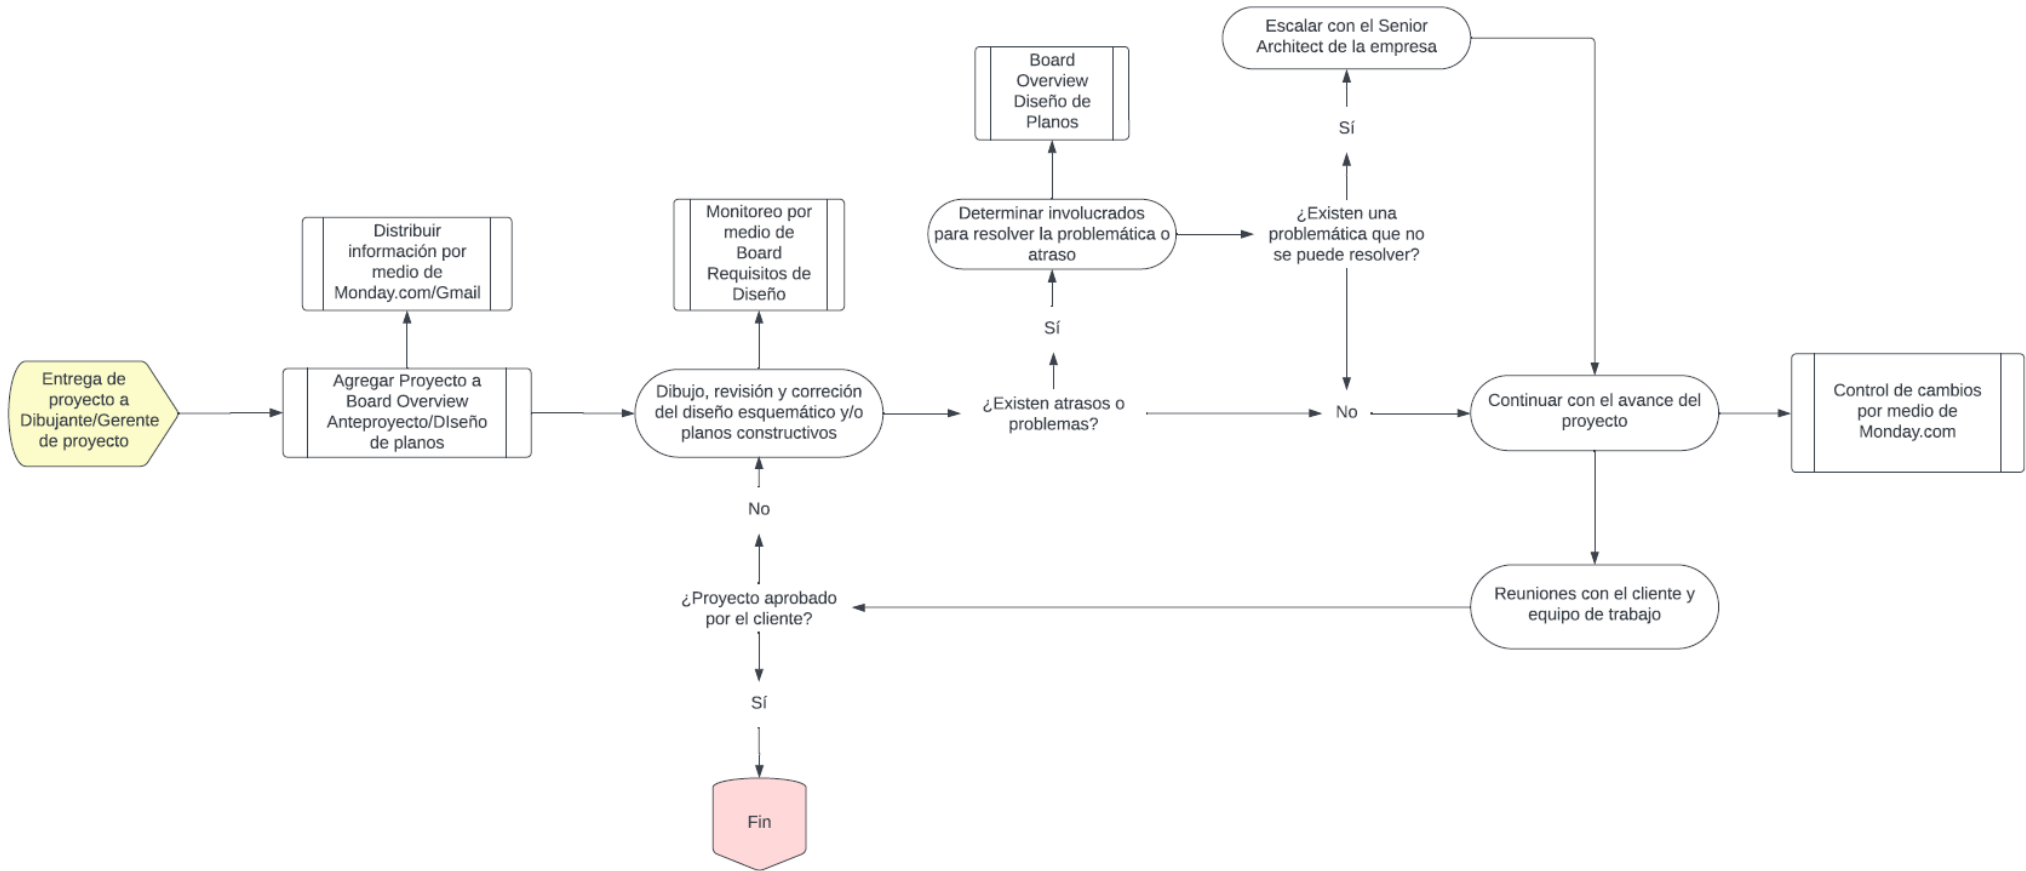 Entrega de
proyecto a
Dibujante/Gerente
de proyecto
Distribuir
información por
medio de
Monday.com/Gmail
Agregar Proyecto a
Board Overview
Anteproyecto/DIseño
de planos
Monitoreo por
medio de
Board
Requisitos de
Diseño
Dibujo, revisión y correción
del diseño esquemático y/o
planos constructivos
¿Existen atrasos o
problemas?
Sí
Determinar involucrados
para resolver la problemática o
atraso
Board
Overview
Diseño de
Planos
¿Existen una
problemática que no
se puede resolver?
Sí
Escalar con el Senior
Architect de la empresa
No
Continuar con el avance del
proyecto
Control de cambios
por medio de
Monday.com
Reuniones con el cliente y
equipo de trabajo
¿Proyecto aprobado
por el cliente?
No
Sí
Fin